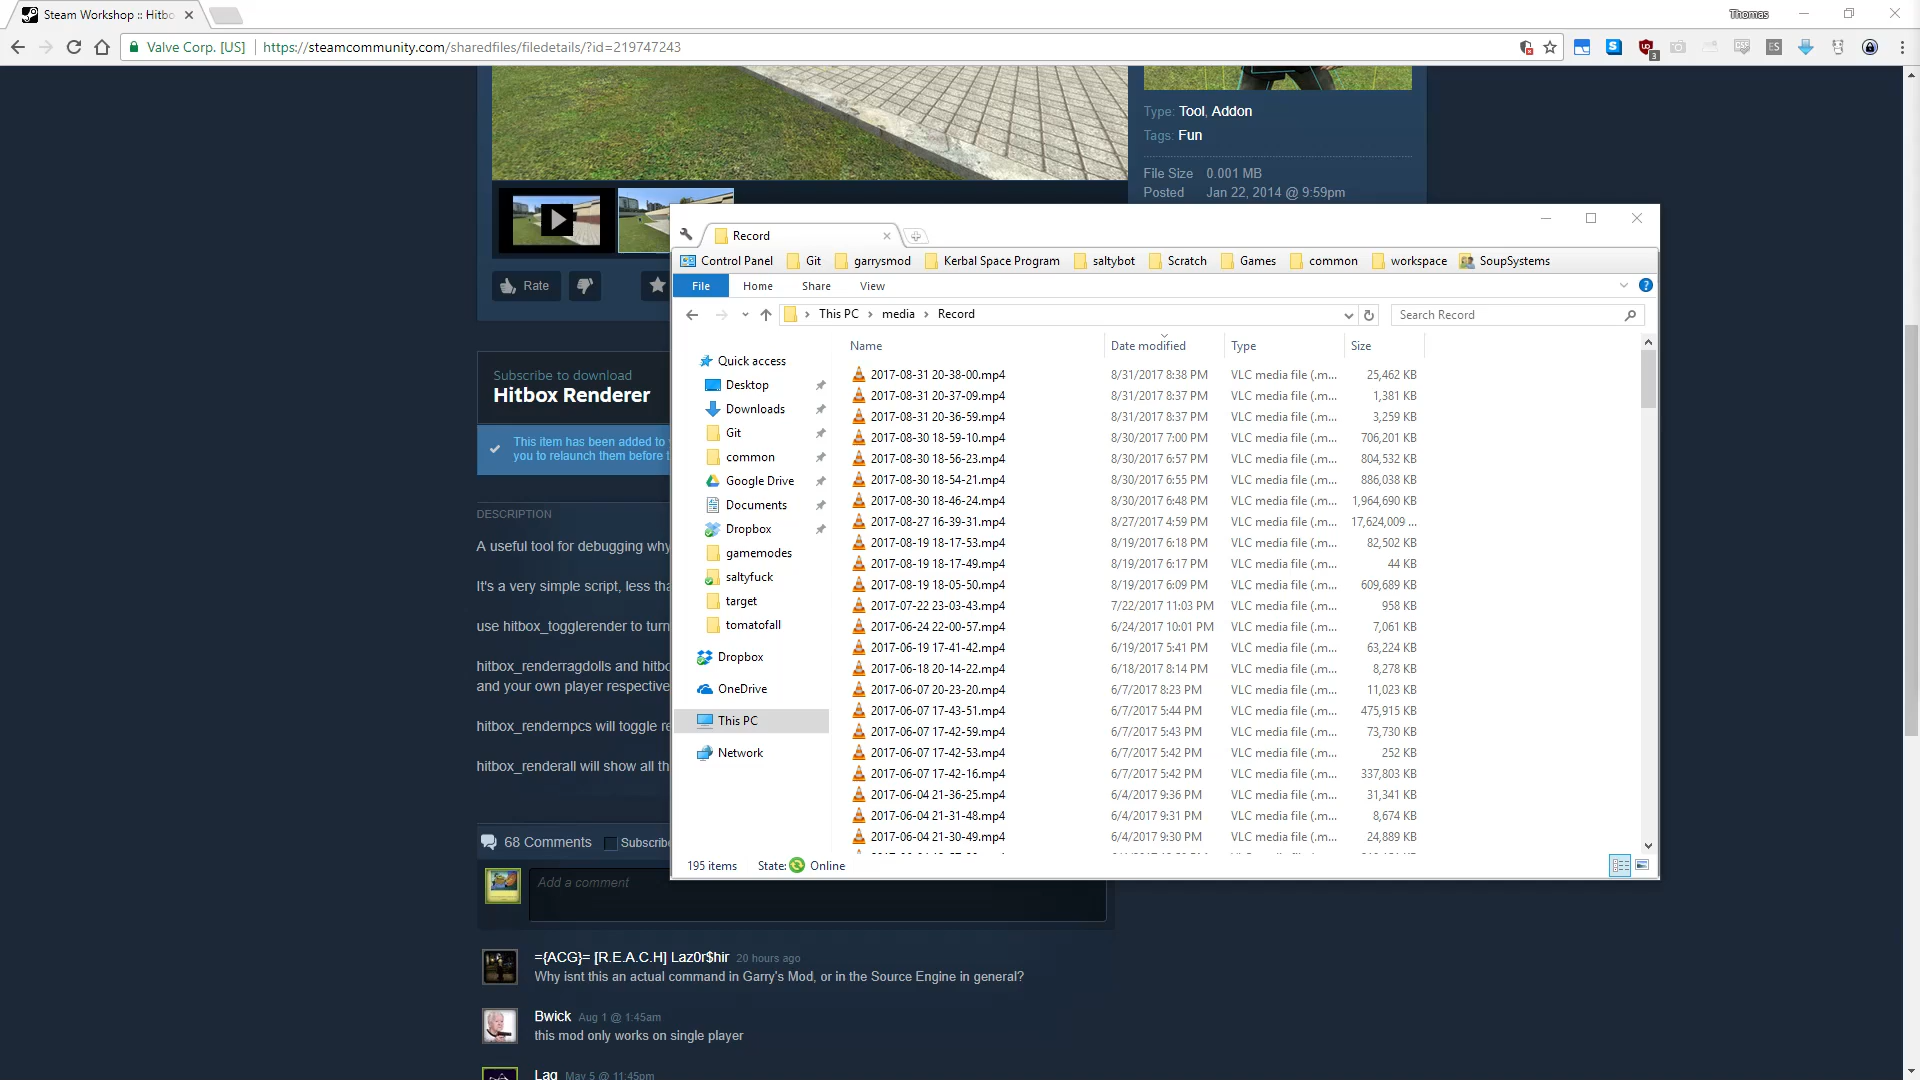 Steam Workshop :: Hitbo
Thomas
Valve Corp. [US]
https://steamcommunity.com/sharedfiles/filedetails/?id=219747243
3
Type: Tool, Addon
Tags: Fun
File Size 0.001 MB
Posted Jan 22, 2014 @ 9:59pm
Rate
Subscribe to download
Hitbox Renderer
This item has been added to
you to relaunch them before t
DESCRIPTION
A useful tool for debugging why
It's a very simple script, less tha
use hitbox_togglerender to turn
hitbox_renderragdolls and hitbo
and your own player respective
hitbox_rendernpcs will toggle re
hitbox_renderall will show all th
Record
Control Panel Git garrysmod Kerbal Space Program saltybot Scratch Games common workspace SoupSystems
File Home Share View
This PC > media > Record
Search Record
Quick access
Desktop
Downloads
Git
common
Google Drive
Documents
Dropbox
gamemodes
saltyfuck
target
tomatofall
Dropbox
OneDrive
This PC
Network
Name Date modified Type Size
2017-08-31 20-38-00.mp4 8/31/2017 8:38 PM VLC media file (.m... 25,462 KB
2017-08-31 20-37-09.mp4 8/31/2017 8:37 PM VLC media file (.m... 1,381 KB
2017-08-31 20-36-59.mp4 8/31/2017 8:37 PM VLC media file (.m... 3,259 KB
2017-08-30 18-59-10.mp4 8/30/2017 7:00 PM VLC media file (.m... 706,201 KB
2017-08-30 18-56-23.mp4 8/30/2017 6:57 PM VLC media file (.m... 804,532 KB
2017-08-30 18-54-21.mp4 8/30/2017 6:55 PM VLC media file (.m... 886,038 KB
2017-08-30 18-46-24.mp4 8/30/2017 6:48 PM VLC media file (.m... 1,964,690 KB
2017-08-27 16-39-31.mp4 8/27/2017 4:59 PM VLC media file (.m... 17,624,009 ...
2017-08-19 18-17-53.mp4 8/19/2017 6:18 PM VLC media file (.m... 82,502 KB
2017-08-19 18-17-49.mp4 8/19/2017 6:17 PM VLC media file (.m... 44 KB
2017-08-19 18-05-50.mp4 8/19/2017 6:09 PM VLC media file (.m... 609,689 KB
2017-07-22 23-03-43.mp4 7/22/2017 11:03 PM VLC media file (.m... 958 KB
2017-06-24 22-00-57.mp4 6/24/2017 10:01 PM VLC media file (.m... 7,061 KB
2017-06-19 17-41-42.mp4 6/19/2017 5:41 PM VLC media file (.m... 63,224 KB
2017-06-18 20-14-22.mp4 6/18/2017 8:14 PM VLC media file (.m... 8,278 KB
2017-06-07 20-23-20.mp4 6/7/2017 8:23 PM VLC media file (.m... 11,023 KB
2017-06-07 17-43-51.mp4 6/7/2017 5:44 PM VLC media file (.m... 475,915 KB
2017-06-07 17-42-59.mp4 6/7/2017 5:43 PM VLC media file (.m... 73,730 KB
2017-06-07 17-42-53.mp4 6/7/2017 5:42 PM VLC media file (.m... 252 KB
2017-06-07 17-42-16.mp4 6/7/2017 5:42 PM VLC media file (.m... 337,803 KB
2017-06-04 21-36-25.mp4 6/4/2017 9:36 PM VLC media file (.m... 31,341 KB
2017-06-04 21-31-48.mp4 6/4/2017 9:31 PM VLC media file (.m... 8,674 KB
2017-06-04 21-30-49.mp4 6/4/2017 9:30 PM VLC media file (.m... 24,889 KB
195 items State: Online
68 Comments Subscribe
Add a comment
={ACG}= [R.E.A.C.H] Laz0r$hir 20 hours ago
Why isnt this an actual command in Garry's Mod, or in the Source Engine in general?
Bwick Aug 1 @ 1:45am
this mod only works on single player
Lag May 5 @ 11:45pm